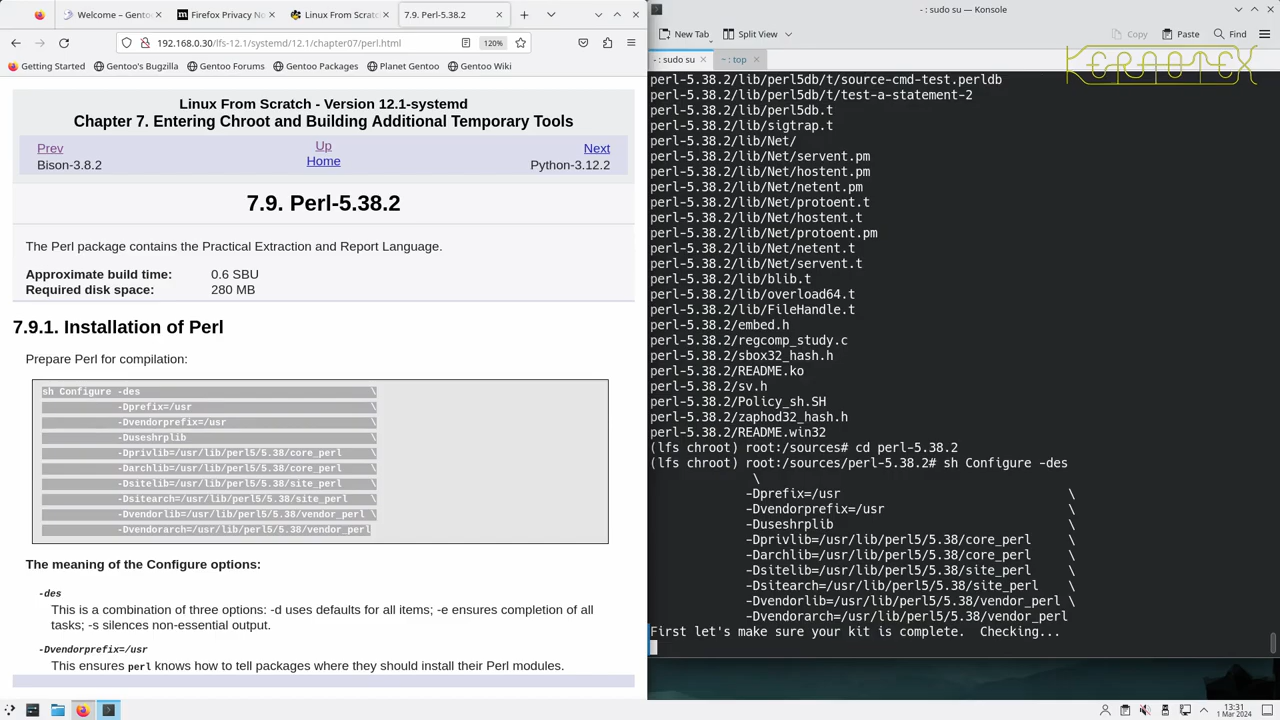 Welcome – Gento
Firefox Privacy No
Linux From Scratc
7.9. Perl-5.38.2
192.168.0.30/lfs-12.1/systemd/12.1/chapter07/perl.html
120%
Getting Started
Gentoo's Bugzilla
Gentoo Forums
Gentoo Packages
Planet Gentoo
Gentoo Wiki
Linux From Scratch - Version 12.1-systemd
Chapter 7. Entering Chroot and Building Additional Temporary Tools
Prev
Up
Next
Bison-3.8.2
Home
Python-3.12.2
7.9. Perl-5.38.2
The Perl package contains the Practical Extraction and Report Language.
Approximate build time: 0.6 SBU
Required disk space: 280 MB
7.9.1. Installation of Perl
Prepare Perl for compilation:
sh Configure -des \
-Dprefix=/usr \
-Dvendorprefix=/usr \
-Duseshrplib \
-Dprivlib=/usr/lib/perl5/5.38/core_perl \
-Darchlib=/usr/lib/perl5/5.38/core_perl \
-Dsitelib=/usr/lib/perl5/5.38/site_perl \
-Dsitearch=/usr/lib/perl5/5.38/site_perl \
-Dvendorlib=/usr/lib/perl5/5.38/vendor_perl \
-Dvendorarch=/usr/lib/perl5/5.38/vendor_perl
The meaning of the Configure options:
-des
This is a combination of three options: -d uses defaults for all items; -e ensures completion of all
tasks; -s silences non-essential output.
-Dvendorprefix=/usr
This ensures perl knows how to tell packages where they should install their Perl modules.
- : sudo su — Konsole
New Tab
Split View
Copy
Paste
Find
- : sudo su
~ : top
perl-5.38.2/lib/perl5db/t/source-cmd-test.perldb
perl-5.38.2/lib/perl5db/t/test-a-statement-2
perl-5.38.2/lib/perl5db.t
perl-5.38.2/lib/sigtrap.t
perl-5.38.2/lib/Net/
perl-5.38.2/lib/Net/servent.pm
perl-5.38.2/lib/Net/hostent.pm
perl-5.38.2/lib/Net/netent.pm
perl-5.38.2/lib/Net/protoent.t
perl-5.38.2/lib/Net/hostent.t
perl-5.38.2/lib/Net/protoent.pm
perl-5.38.2/lib/Net/netent.t
perl-5.38.2/lib/Net/servent.t
perl-5.38.2/lib/blib.t
perl-5.38.2/lib/overload64.t
perl-5.38.2/lib/FileHandle.t
perl-5.38.2/embed.h
perl-5.38.2/regcomp_study.c
perl-5.38.2/sbox32_hash.h
perl-5.38.2/README.ko
perl-5.38.2/sv.h
perl-5.38.2/Policy_sh.SH
perl-5.38.2/zaphod32_hash.h
perl-5.38.2/README.win32
(lfs chroot) root:/sources# cd perl-5.38.2
(lfs chroot) root:/sources/perl-5.38.2# sh Configure -des
\
-Dprefix=/usr \
-Dvendorprefix=/usr \
-Duseshrplib \
-Dprivlib=/usr/lib/perl5/5.38/core_perl \
-Darchlib=/usr/lib/perl5/5.38/core_perl \
-Dsitelib=/usr/lib/perl5/5.38/site_perl \
-Dsitearch=/usr/lib/perl5/5.38/site_perl \
-Dvendorlib=/usr/lib/perl5/5.38/vendor_perl \
-Dvendorarch=/usr/lib/perl5/5.38/vendor_perl
First let's make sure your kit is complete.  Checking...
13:31
1 Mar 2024